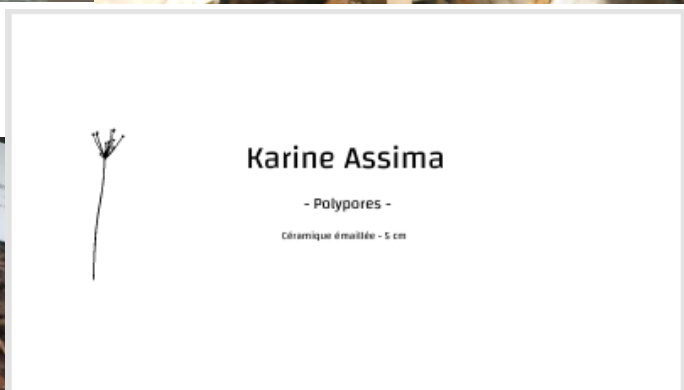 Karine Assima
- Polypores -
Céramique émaillée - 5 cm